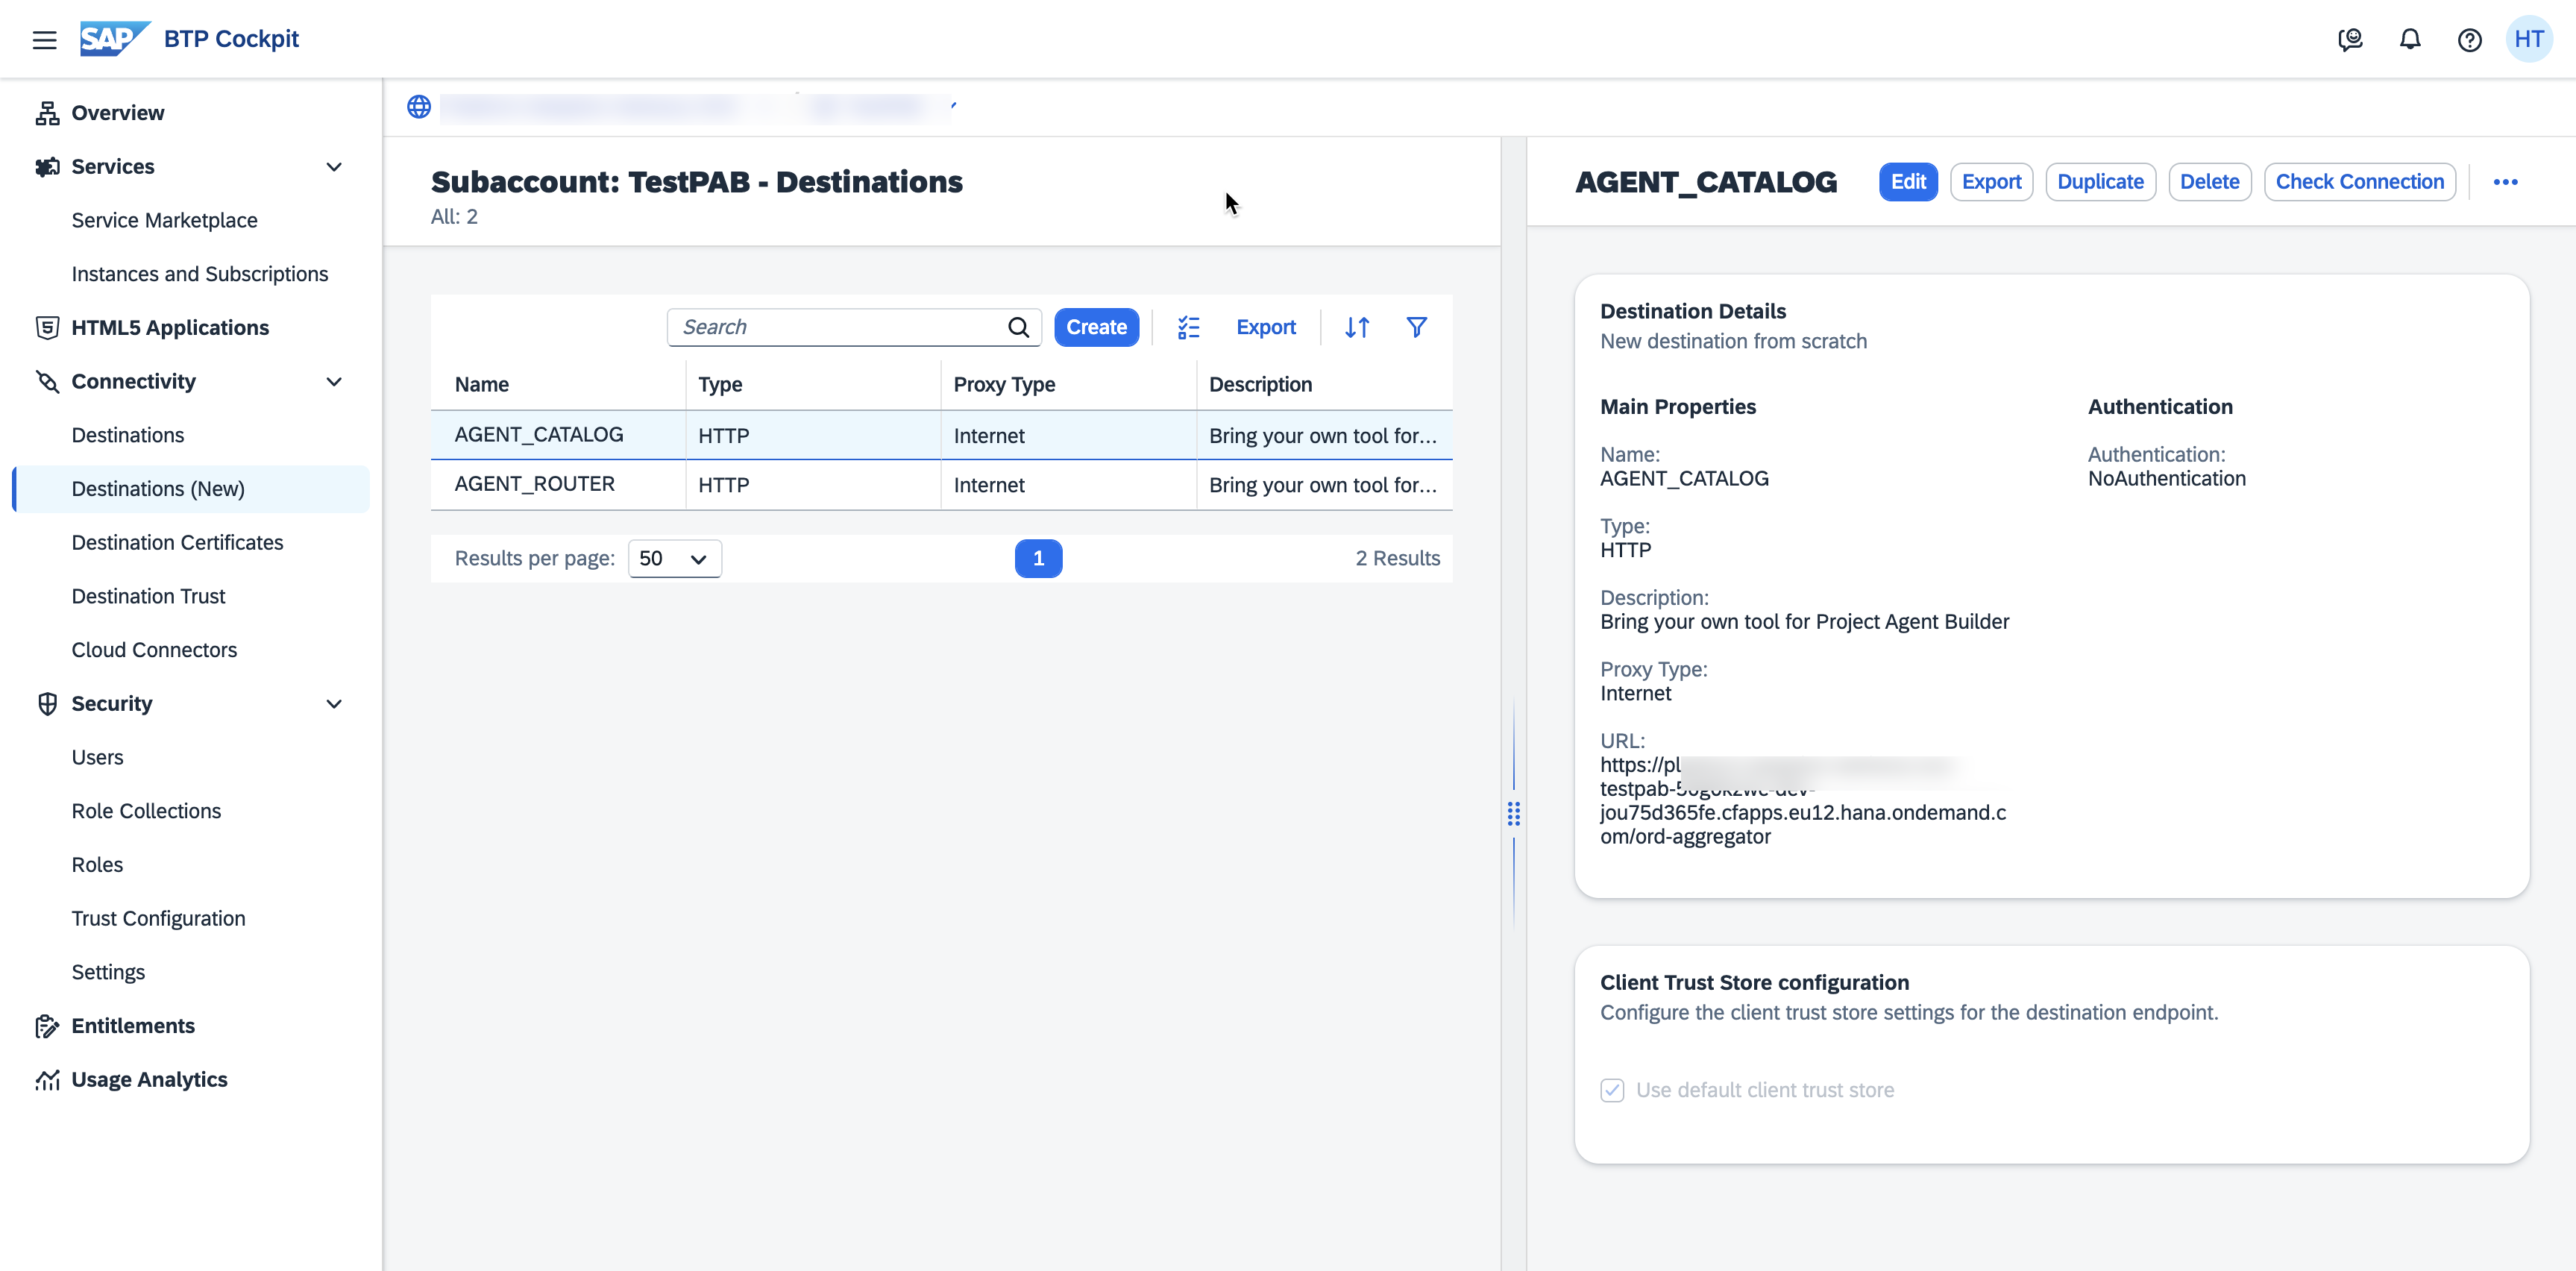 SAP BTP Cockpit
HT
Overview
Services
Service Marketplace
Instances and Subscriptions
HTML5 Applications
Connectivity
Destinations
Destinations (New)
Destination Certificates
Destination Trust
Cloud Connectors
Security
Users
Role Collections
Roles
Trust Configuration
Settings
Entitlements
Usage Analytics
Subaccount: TestPAB - Destinations
All: 2
Search Create Export
Name Type Proxy Type Description
AGENT_CATALOG HTTP Internet Bring your own tool for...
AGENT_ROUTER HTTP Internet Bring your own tool for...
Results per page: 50 1 2 Results
AGENT_CATALOG Edit Export Duplicate Delete Check Connection
Destination Details
New destination from scratch
Main Properties
Name:
AGENT_CATALOG
Type:
HTTP
Description:
Bring your own tool for Project Agent Builder
Proxy Type:
Internet
URL:
https://pl
testpab-
jou75d365fe.cfapps.eu12.hana.ondemand.c
om/ord-aggregator
Authentication
Authentication:
NoAuthentication
Client Trust Store configuration
Configure the client trust store settings for the destination endpoint.
Use default client trust store